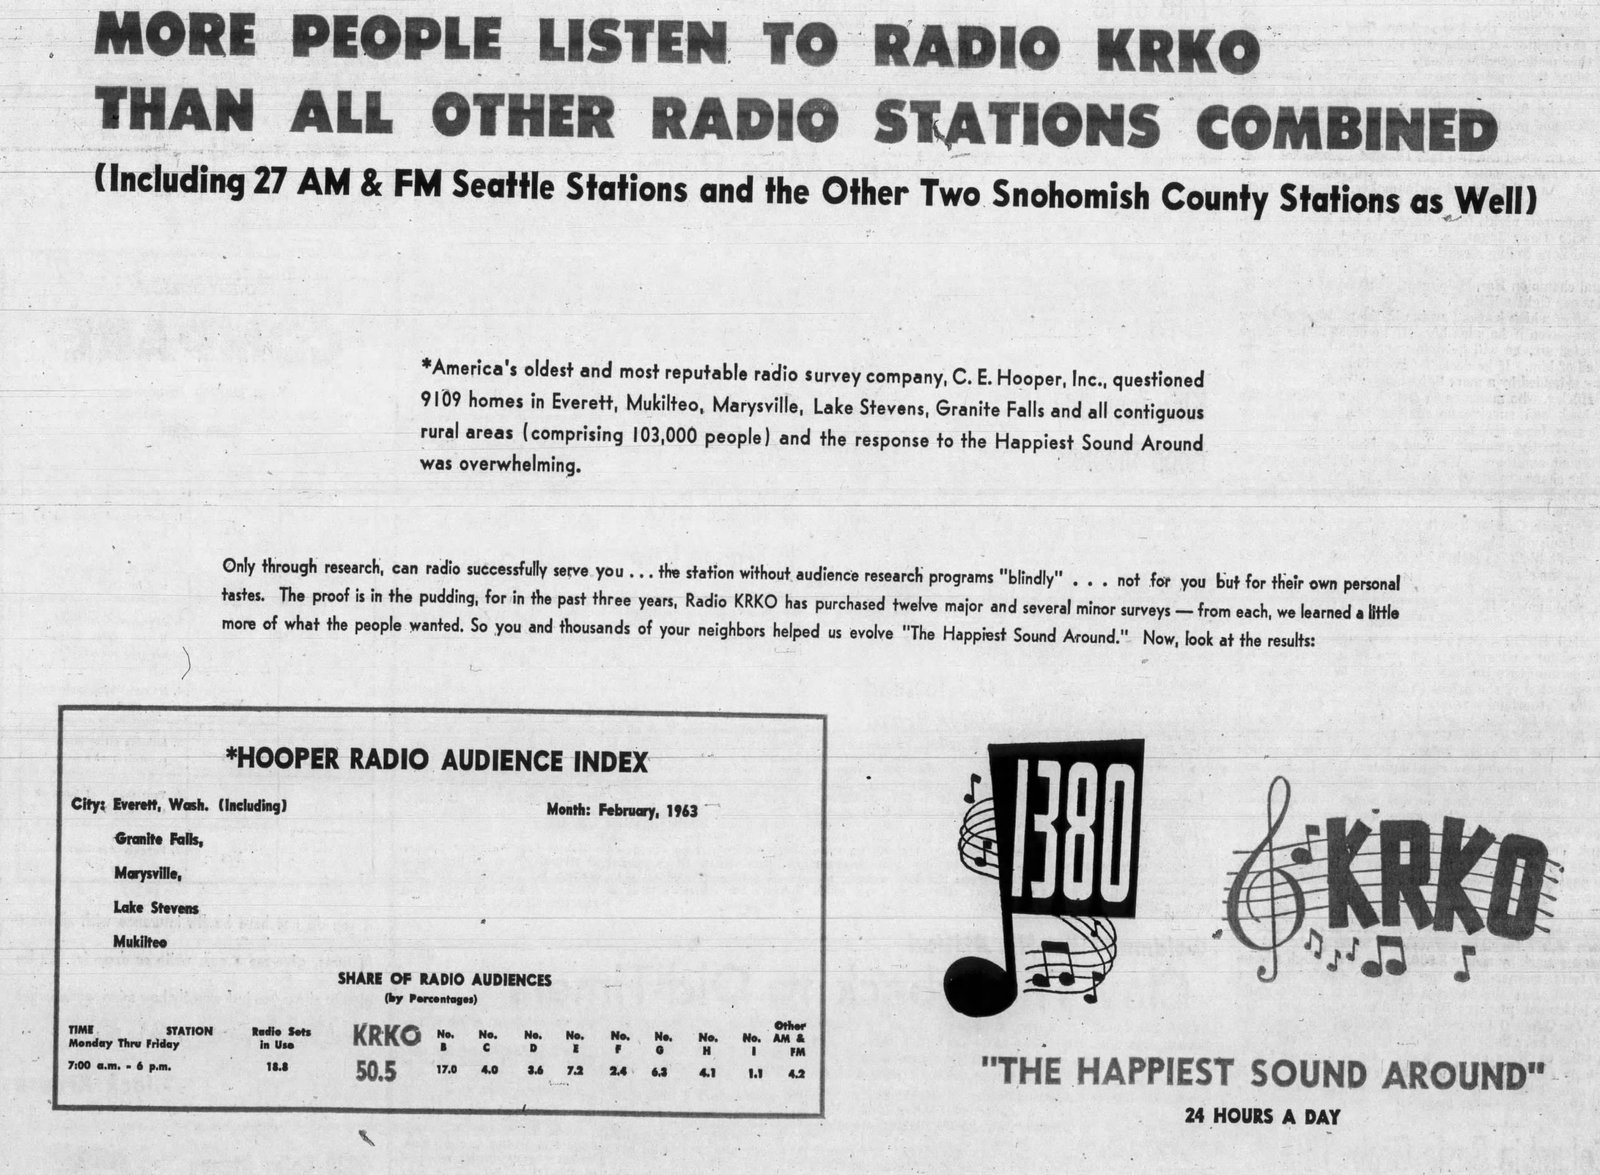 MORE PEOPLE LISTEN TO RADIO KRKO
THAN ALL OTHER RADIO STATIONS COMBINED
(Including 27 AM & FM Seattle Stations and the Other Two Snohomish County Stations as Well)
*America's oldest and most reputable radio survey company, C. E. Hooper, Inc., questioned
9109 homes in Everett, Mukilteo, Marysville, Lake Stevens, Granite Falls and all contiguous
rural areas (comprising 103,000 people) and the response to the Happiest Sound Around
was overwhelming.
Only through research, can radio successfully serve you . . . the station without audience research programs "blindly" . . . not for you but for their own personal
tastes. The proof is in the pudding, for in the past three years, Radio KRKO has purchased twelve major and several minor surveys — from each, we learned a little
more of what the people wanted. So you and thousands of your neighbors helped us evolve "The Happiest Sound Around." Now, look at the results:
*HOOPER RADIO AUDIENCE INDEX
City: Everett, Wash. (Including) Month: February, 1963
Granite Falls,
Marysville,
Lake Stevens
Mukilteo
SHARE OF RADIO AUDIENCES
(by Percentages)
TIME STATION Radio Sets KRKO No. No. No. No. No. No. No. No. Other
Monday Thru Friday in Use B C D E F G H I AM &
FM
7:00 a.m. - 6 p.m. 18.8 50.5 17.0 4.0 3.6 7.2 2.4 6.3 4.1 1.1 4.2
1380
KRKO
"THE HAPPIEST SOUND AROUND"
24 HOURS A DAY